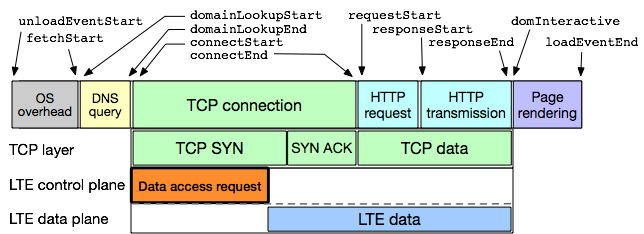 unloadEventStart
fetchStart
domainLookupStart
domainLookupEnd
connectStart
connectEnd
requestStart
responseStart
responseEnd
domInteractive
loadEventEnd
OS
overhead
DNS
query
TCP connection
HTTP
request
HTTP
transmission
Page
rendering
TCP layer
TCP SYN
SYN ACK
TCP data
LTE control plane
Data access request
LTE data plane
LTE data